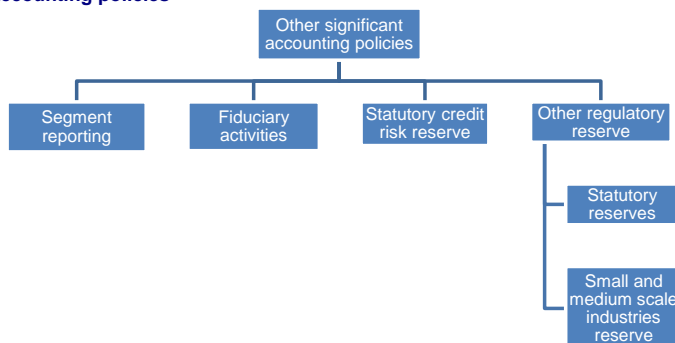 accounting policies
Other significant
accounting policies
Segment
reporting
Fiduciary
activities
Statutory credit
risk reserve
Other regulatory
reserve
Statutory
reserves
Small and
medium scale
industries
reserve